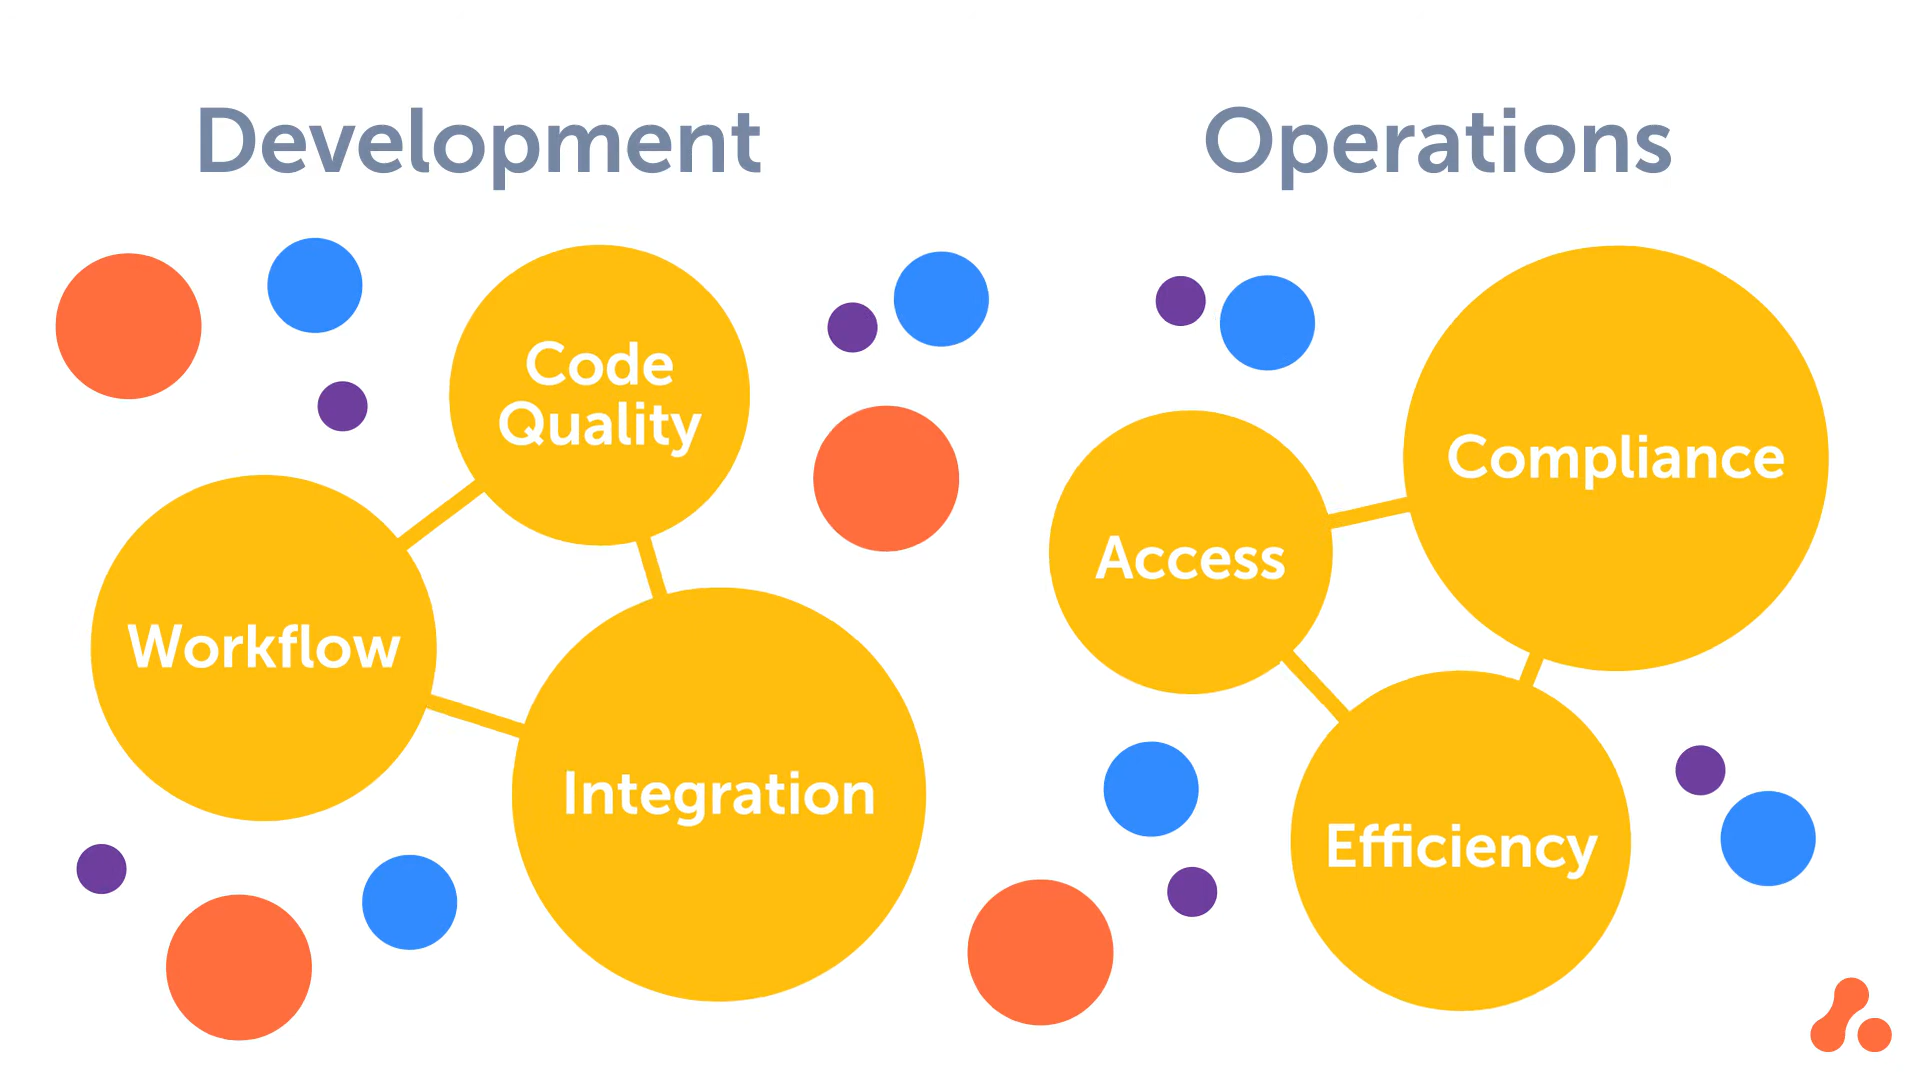 Development
Operations
Code
Quality
Workflow
Integration
Compliance
Access
Efficiency